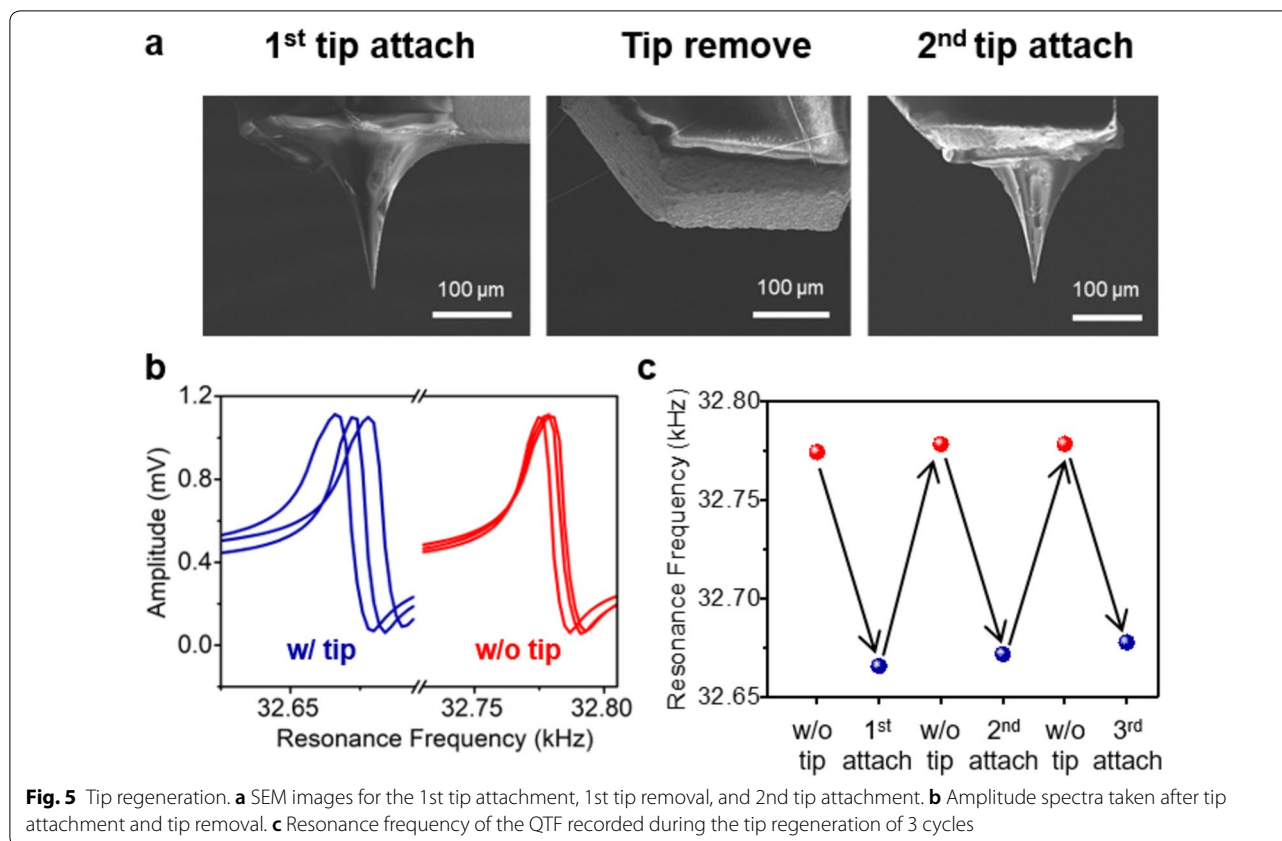 a
1st tip attach
Tip remove
2nd tip attach
100 µm
100 µm
100 µm
b
Amplitude (mV)
1.2
0.8
0.4
0.0
w/ tip
w/o tip
32.65
32.75
32.80
Resonance Frequency (kHz)
c
Resonance Frequency (kHz)
32.80
32.75
32.70
32.65
w/o tip
1st attach
w/o tip
2nd attach
w/o tip
3rd attach
Fig. 5 Tip regeneration. a SEM images for the 1st tip attachment, 1st tip removal, and 2nd tip attachment. b Amplitude spectra taken after tip
attachment and tip removal. c Resonance frequency of the QTF recorded during the tip regeneration of 3 cycles